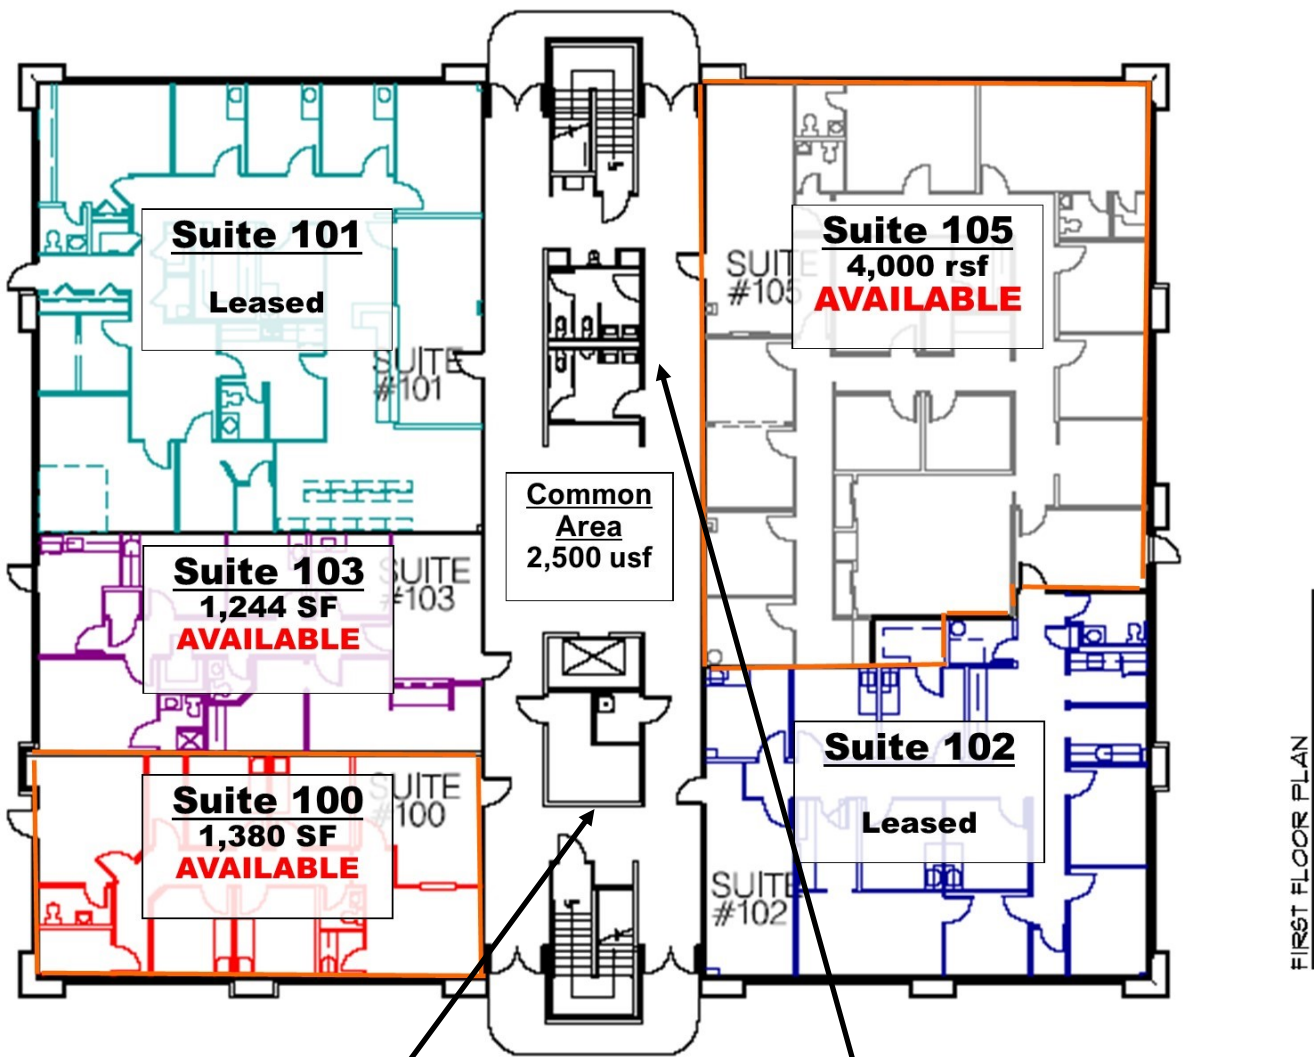 Suite 101
Leased
SUITE
#101
Suite 105
4,000 rsf
AVAILABLE
SUITE
#105
Common
Area
2,500 usf
Suite 103
1,244 SF
AVAILABLE
SUITE
#103
Suite 100
1,380 SF
AVAILABLE
SUITE
#100
Suite 102
Leased
SUITE
#102
FIRST FLOOR PLAN